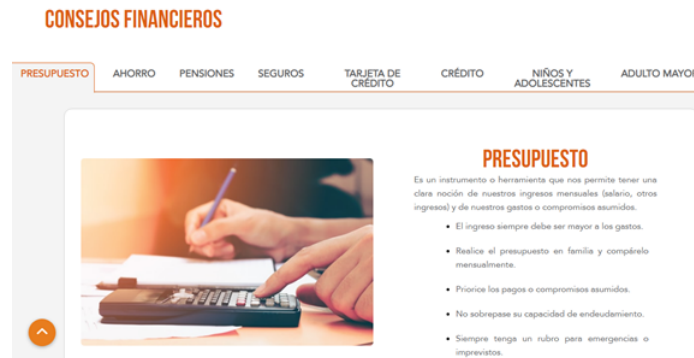 CONSEJOS FINANCIEROS
PRESUPUESTO
AHORRO
PENSIONES
SEGUROS
TARJETA DE
CRÉDITO
CRÉDITO
NIÑOS Y
ADOLESCENTES
ADULTO MAYOR
PRESUPUESTO
Es un instrumento o herramienta que nos permite tener una
clara noción de nuestros ingresos mensuales (salario, otros
ingresos) y de nuestros gastos o compromisos asumidos.
• El ingreso siempre debe ser mayor a los gastos.
• Realice el presupuesto en familia y compárelo
mensualmente.
• Priorice los pagos o compromisos asumidos.
• No sobrepase su capacidad de endeudamiento.
• Siempre tenga un rubro para emergencias o
imprevistos.